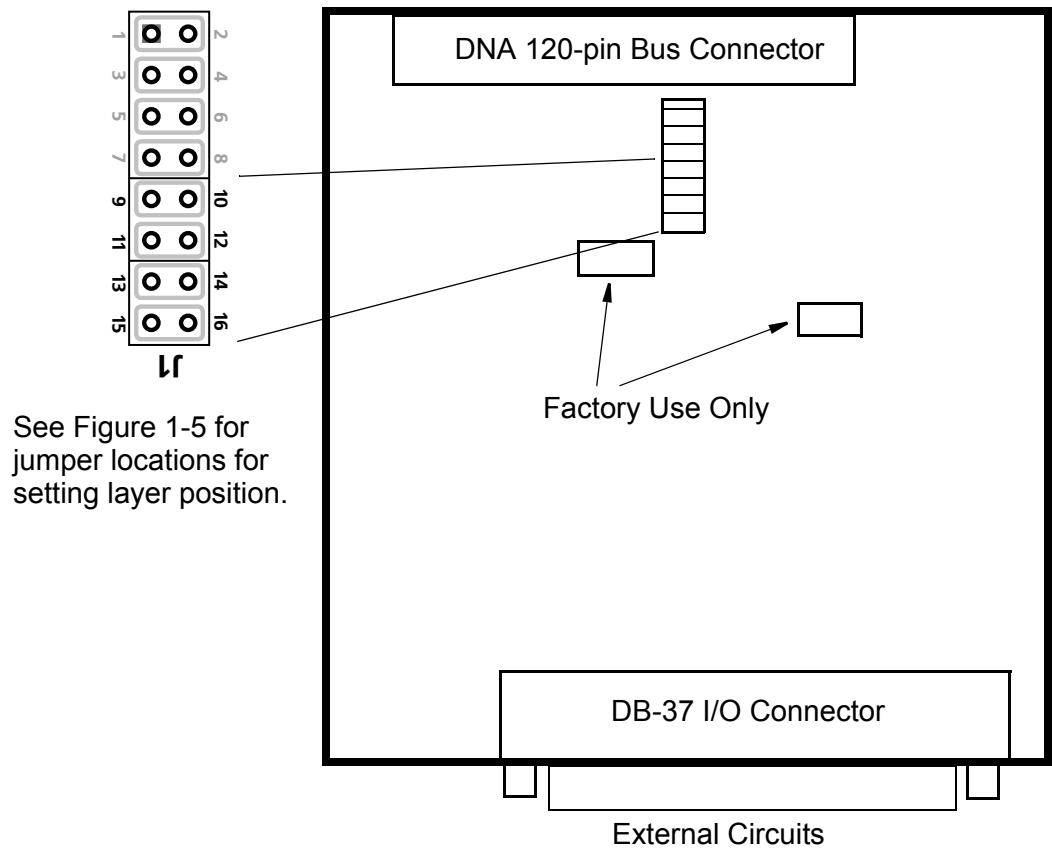 DNA 120-pin Bus Connector
1 2
3 4
5 6
7 8
9 10
11 12
13 14
15 16
J1
Factory Use Only
See Figure 1-5 for
jumper locations for
setting layer position.
DB-37 I/O Connector
External Circuits